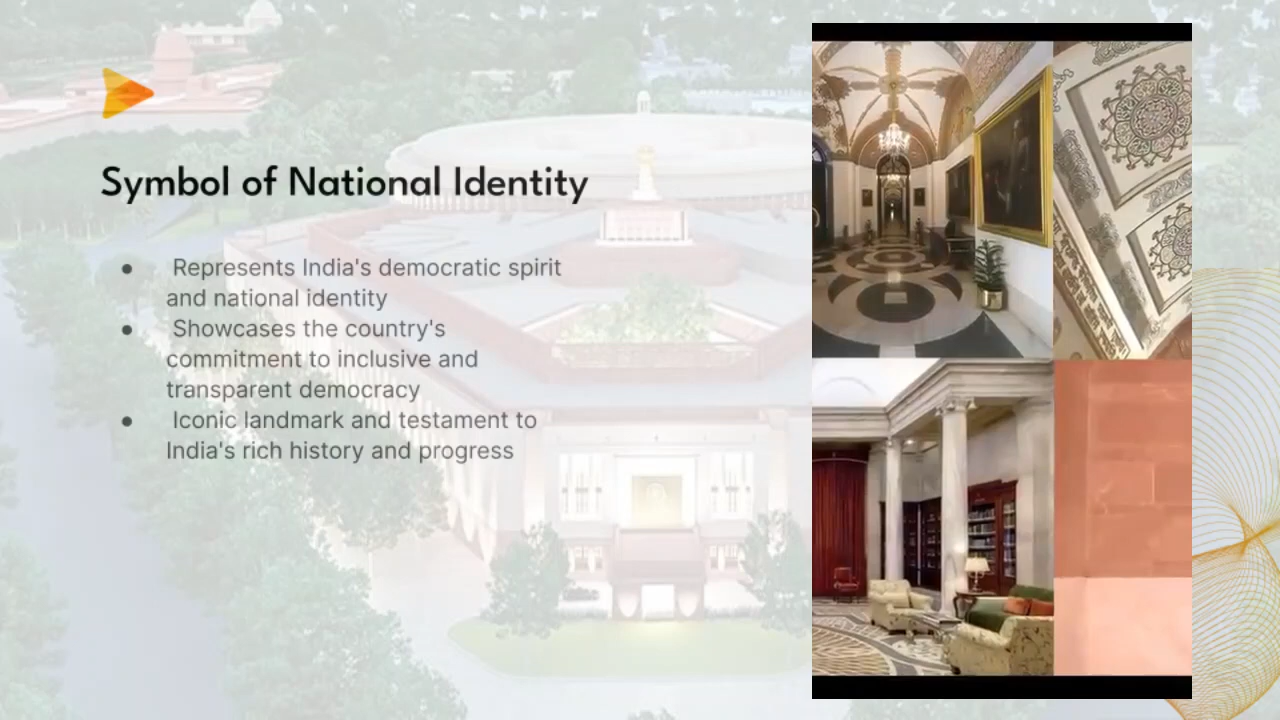 Symbol of National Identity
● Represents India's democratic spirit
and national identity
● Showcases the country's
commitment to inclusive and
transparent democracy
● Iconic landmark and testament to
India's rich history and progress